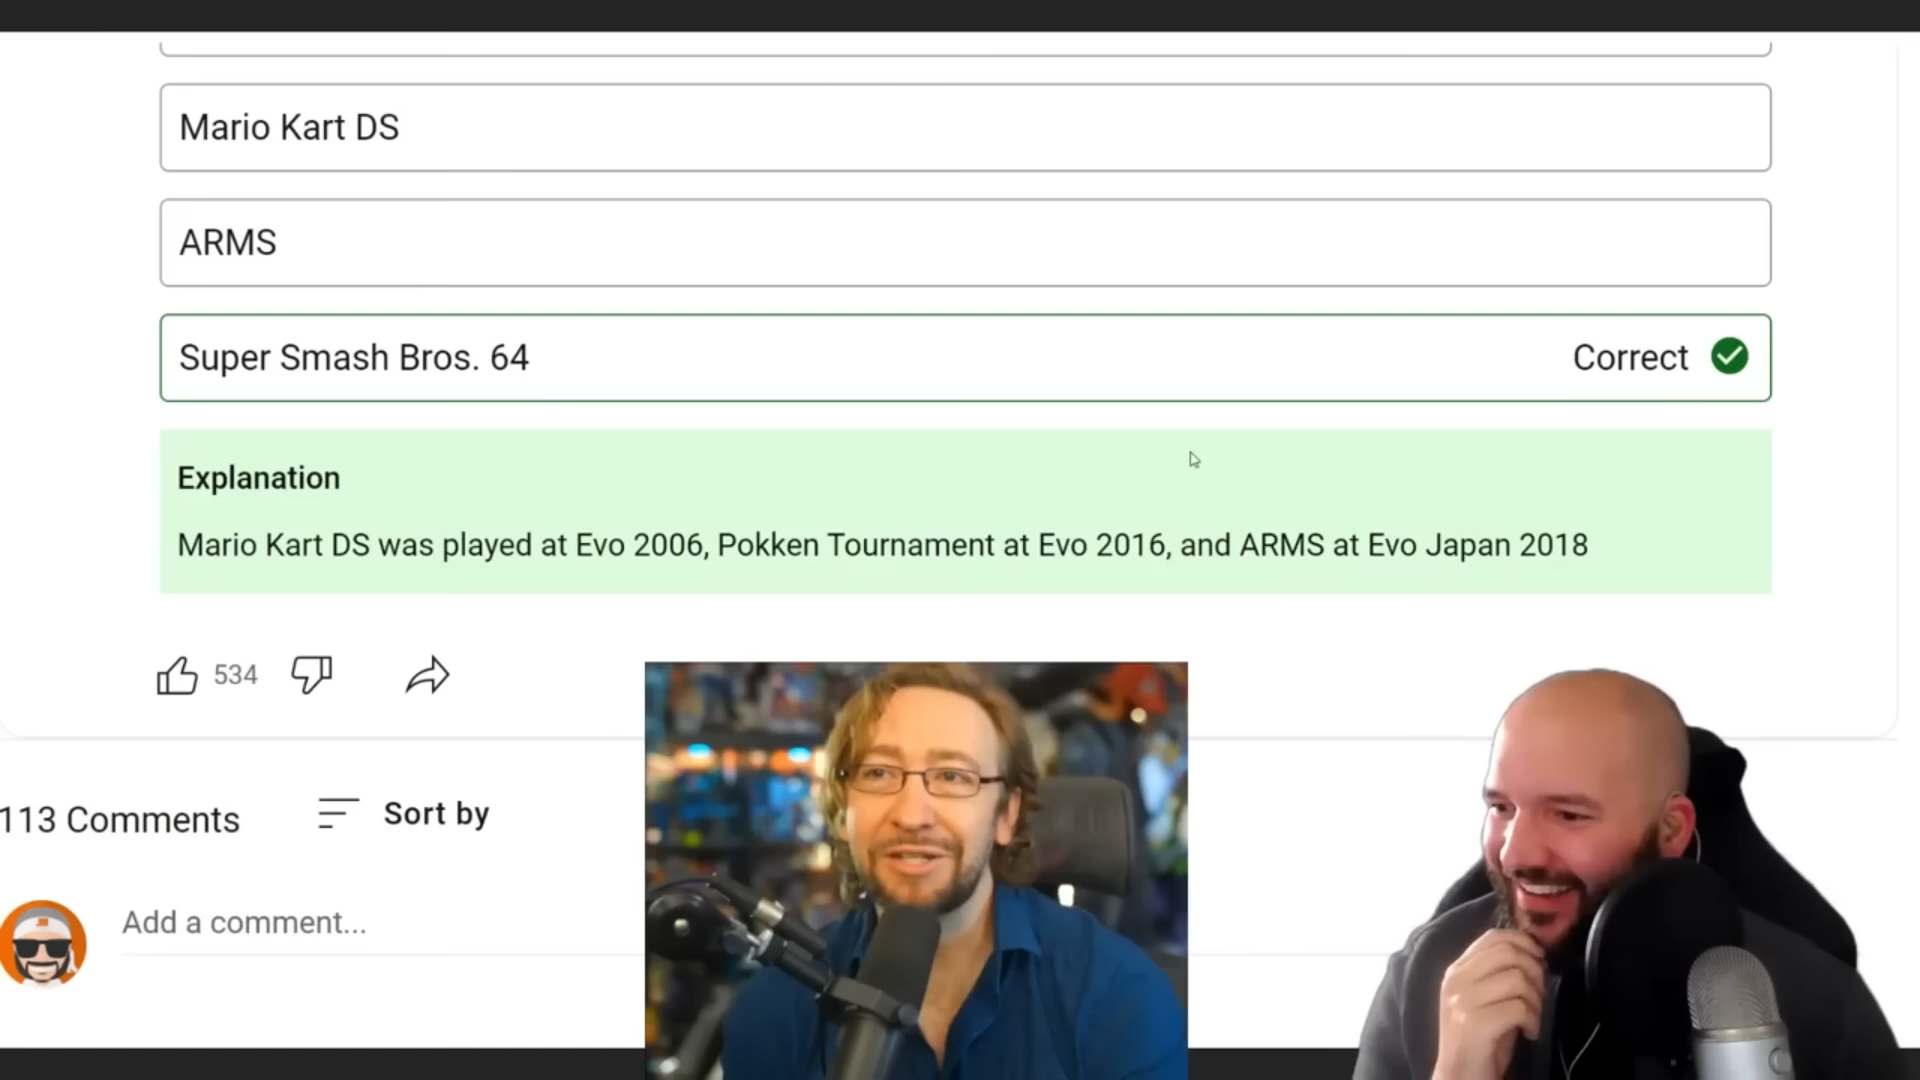 Mario Kart DS
ARMS
Super Smash Bros. 64
Correct
Explanation
Mario Kart DS was played at Evo 2006, Pokken Tournament at Evo 2016, and ARMS at Evo Japan 2018
534
113 Comments
Sort by
Add a comment...